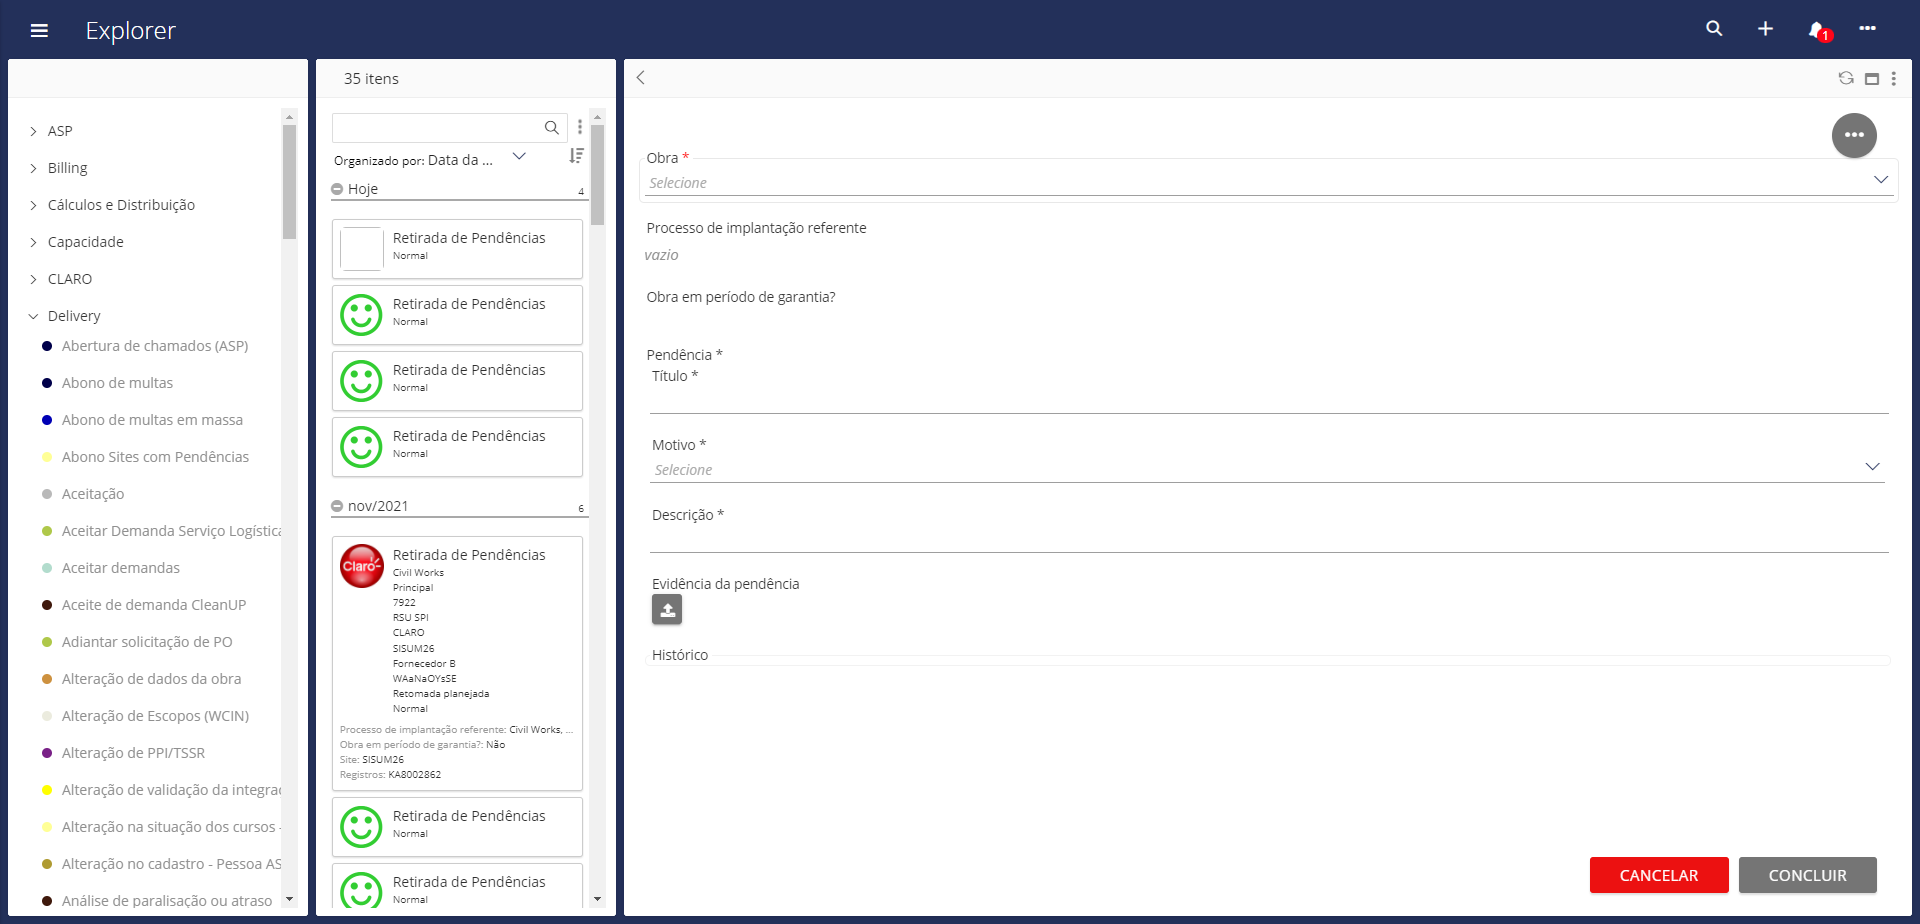 Explorer
1
ASP
Billing
Cálculos e Distribuição
Capacidade
CLARO
Delivery
Abertura de chamados (ASP)
Abono de multas
Abono de multas em massa
Abono Sites com Pendências
Aceitação
Aceitar Demanda Serviço Logística
Aceitar demandas
Aceite de demanda CleanUP
Adiantar solicitação de PO
Alteração de dados da obra
Alteração de Escopos (WCIN)
Alteração de PPI/TSSR
Alteração de validação da integraç
Alteração na situação dos cursos -
Alteração no cadastro - Pessoa AS
Análise de paralisação ou atraso
35 itens
Organizado por: Data da ...
Hoje 4
Retirada de Pendências
Normal
Retirada de Pendências
Normal
Retirada de Pendências
Normal
Retirada de Pendências
Normal
nov/2021 6
Claro
Retirada de Pendências
Civil Works
Principal
7922
RSU SPI
CLARO
SISUM26
Fornecedor B
WAaNaOYsSE
Retomada planejada
Normal
Processo de implantação referente: Civil Works, ...
Obra em período de garantia?: Não
Site: SISUM26
Registros: KA8002862
Retirada de Pendências
Normal
Retirada de Pendências
Normal
Obra *
Selecione
Processo de implantação referente
vazio
Obra em período de garantia?
Pendência *
Título *
Motivo *
Selecione
Descrição *
Evidência da pendência
Histórico
CANCELAR
CONCLUIR